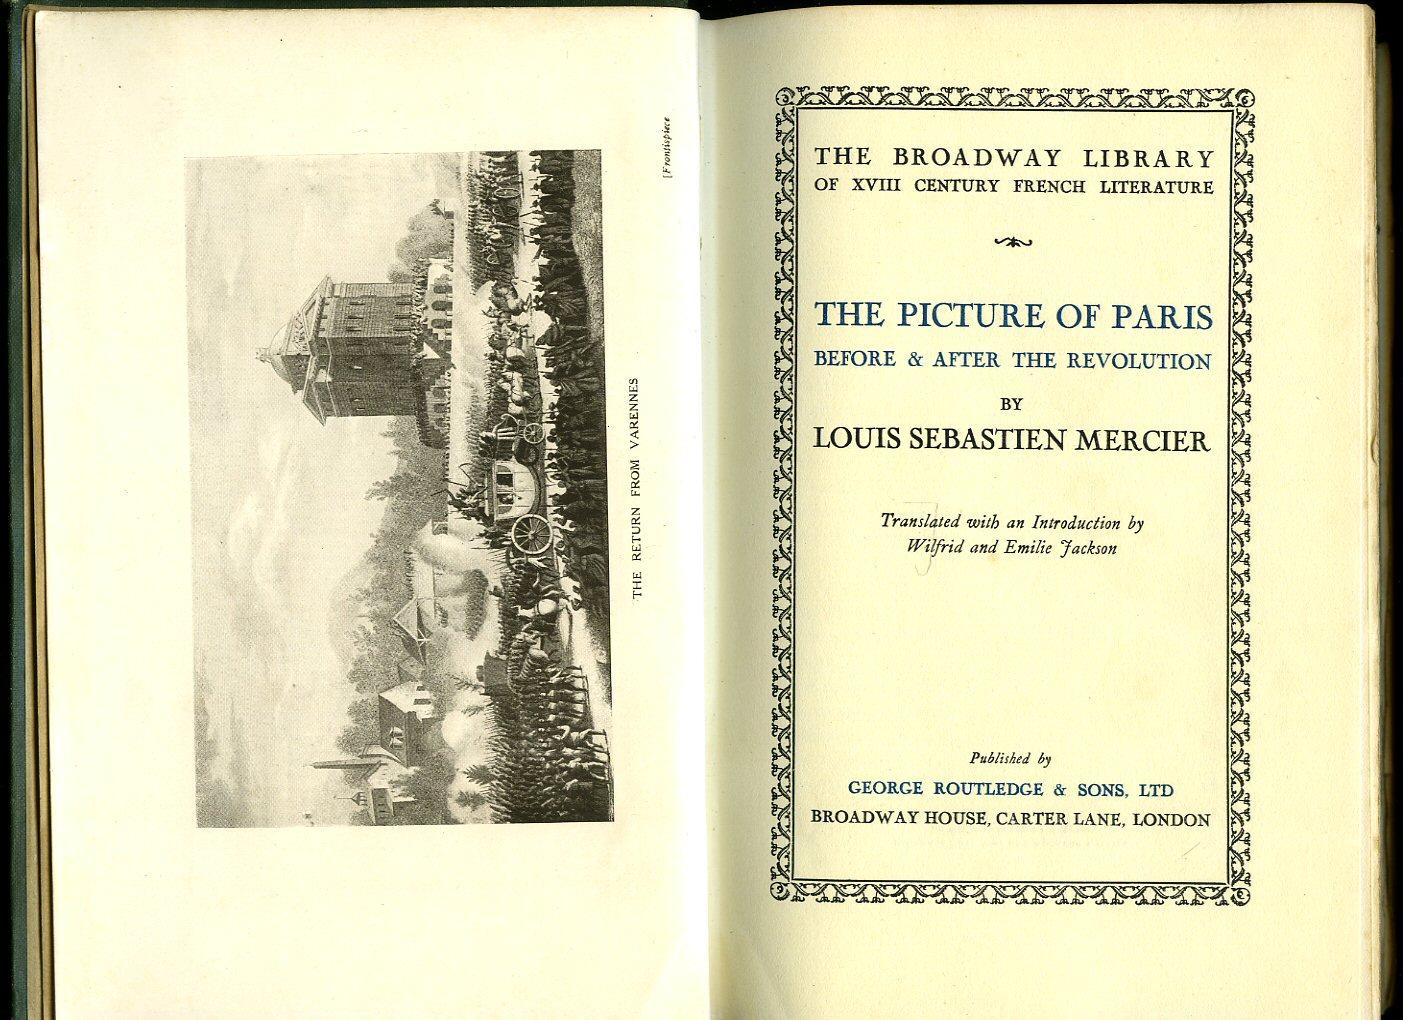 [Frontispiece
THE RETURN FROM VARENNES
THE BROADWAY LIBRARY
OF XVIII CENTURY FRENCH LITERATURE
THE PICTURE OF PARIS
BEFORE & AFTER THE REVOLUTION
BY
LOUIS SEBASTIEN MERCIER
Translated with an Introduction by
Wilfrid and Emilie Jackson
Published by
GEORGE ROUTLEDGE & SONS, LTD
BROADWAY HOUSE, CARTER LANE, LONDON